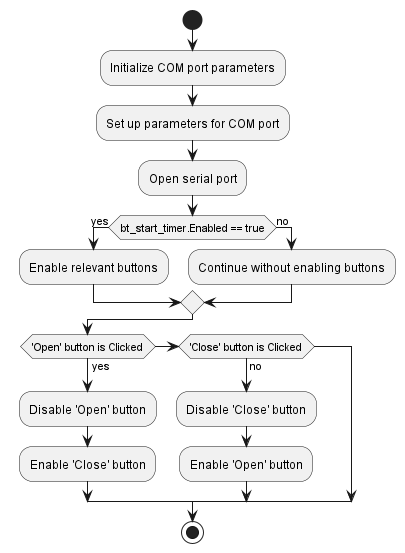 Initialize COM port parameters
Set up parameters for COM port
Open serial port
yes
bt_start_timer.Enabled == true
no
Enable relevant buttons
Continue without enabling buttons
'Open' button is Clicked
'Close' button is Clicked
yes
no
Disable 'Open' button
Disable 'Close' button
Enable 'Close' button
Enable 'Open' button